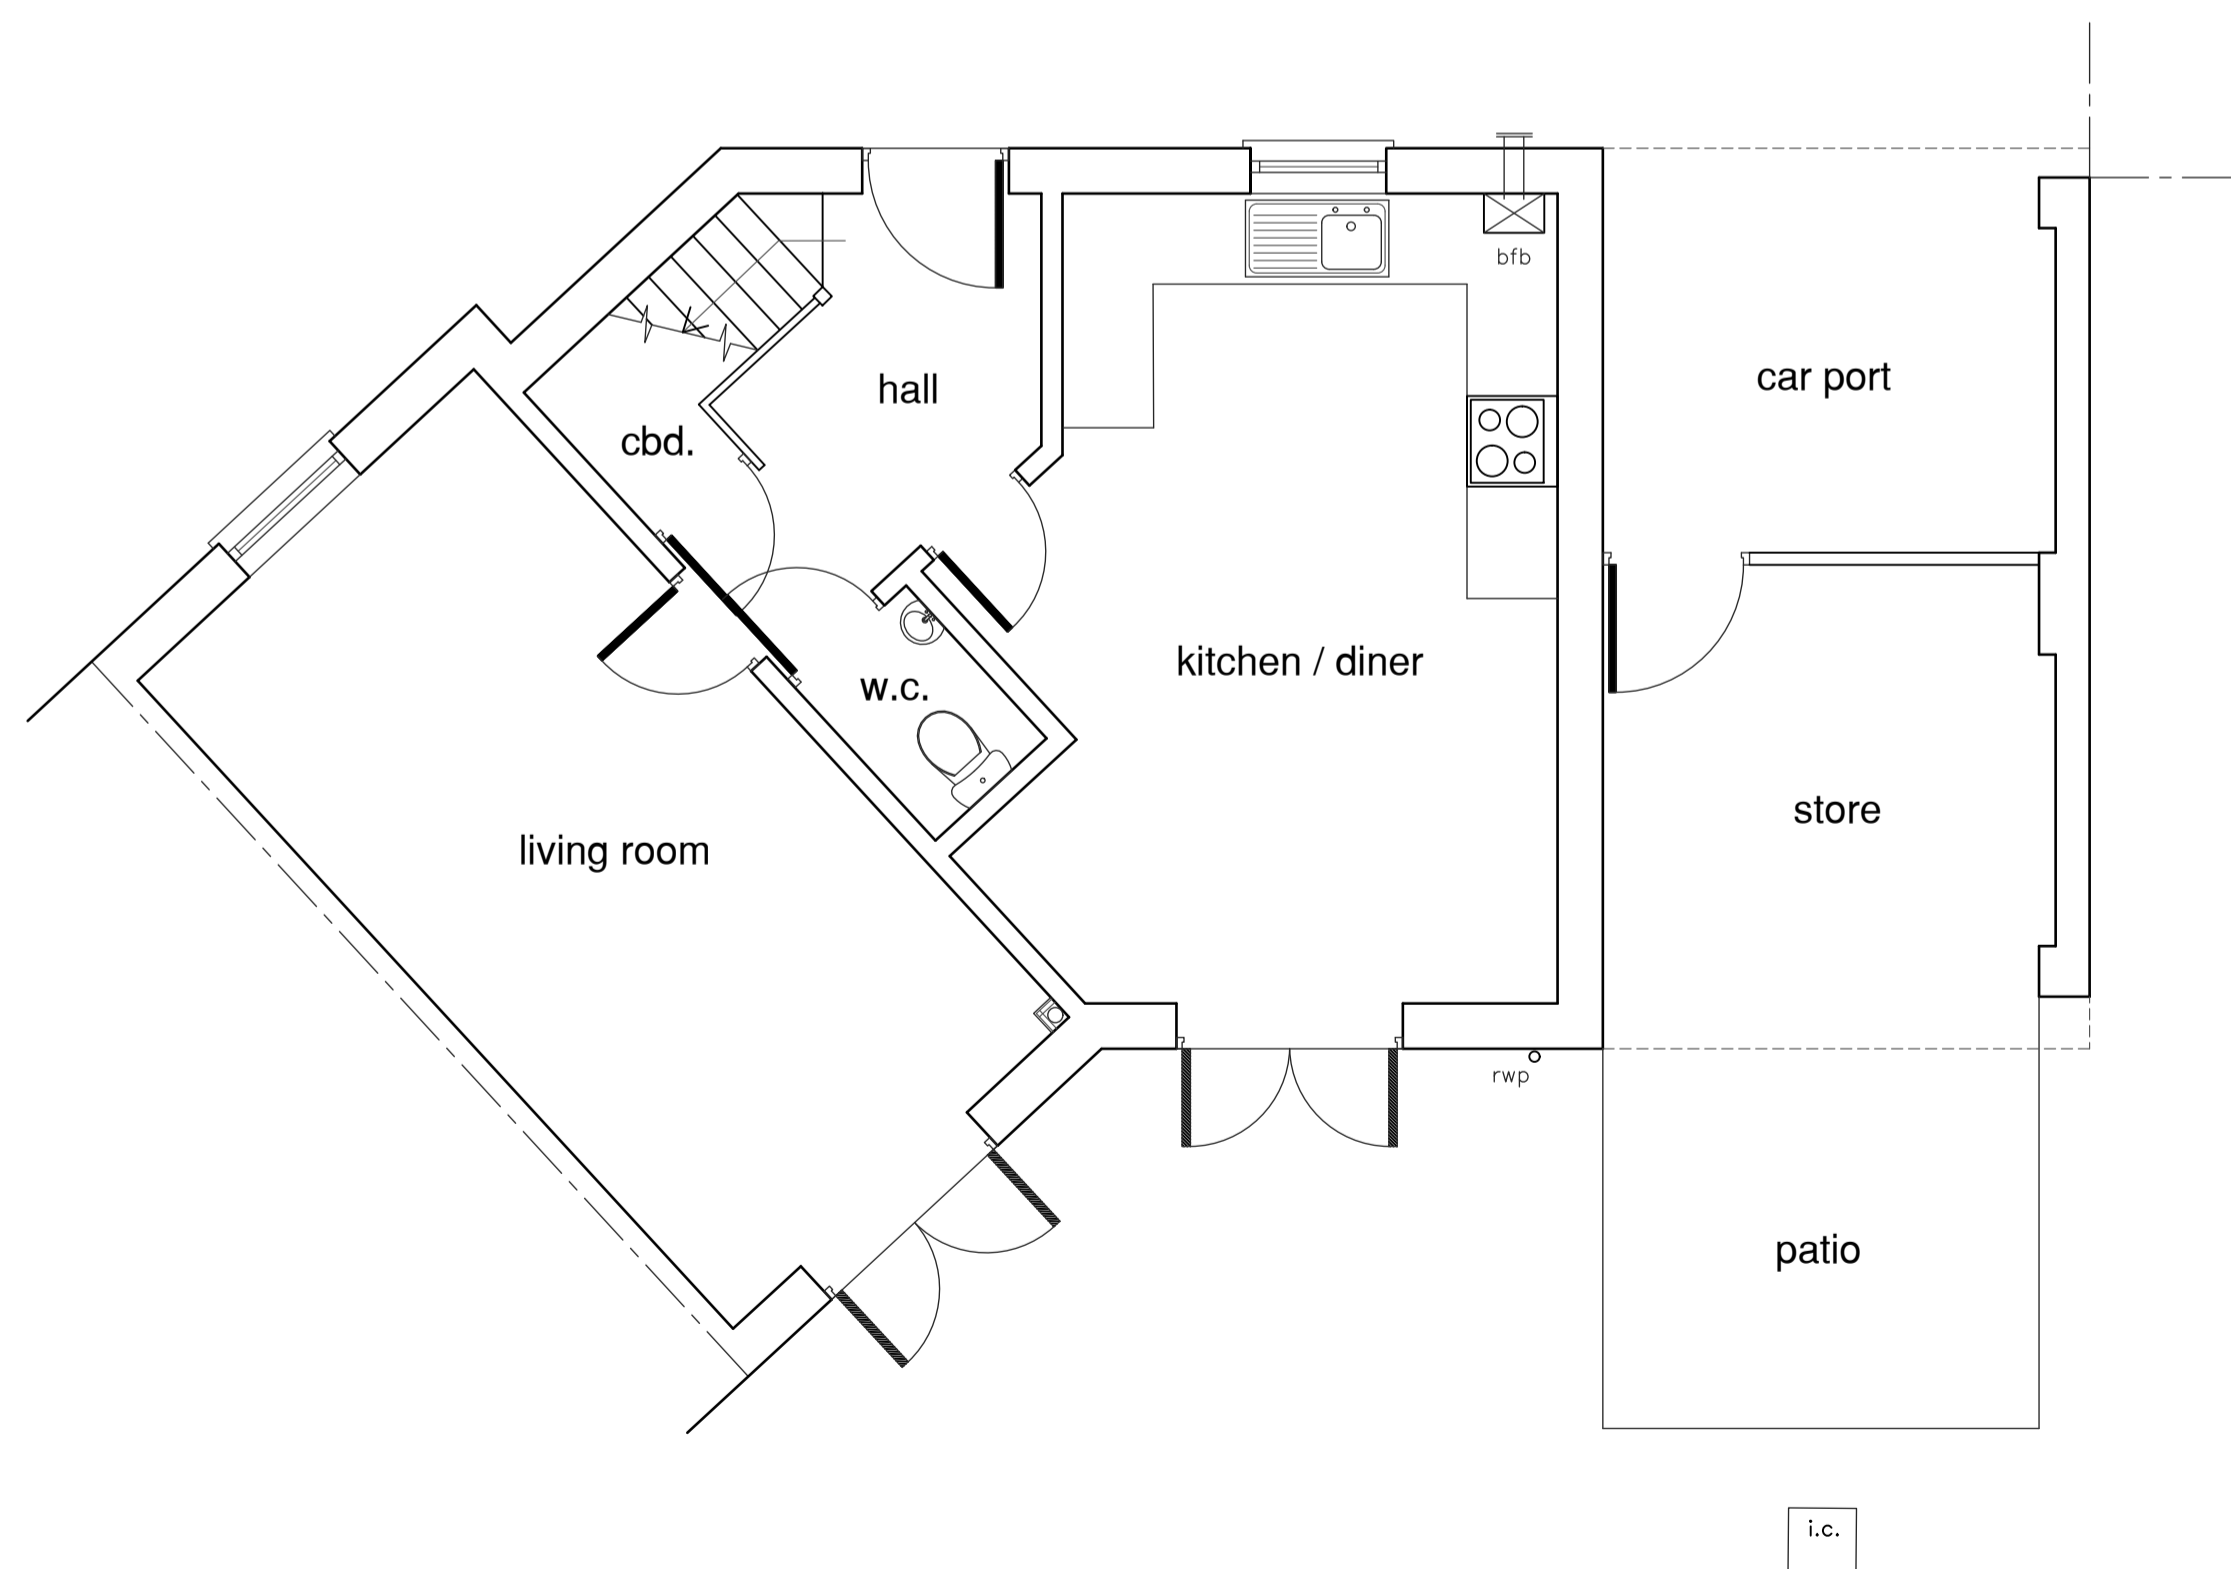 bfb
car port
hall
cbd.
kitchen / diner
w.c.
store
living room
rwp
patio
i.c.